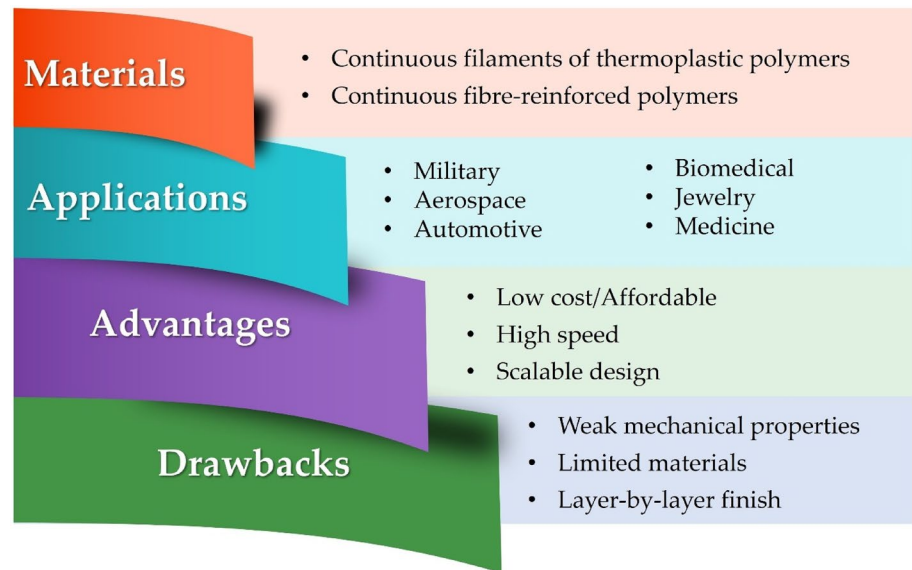 Materials
• Continuous filaments of thermoplastic polymers
• Continuous fibre-reinforced polymers
Applications
• Military
• Aerospace
• Automotive
• Biomedical
• Jewelry
• Medicine
Advantages
• Low cost/Affordable
• High speed
• Scalable design
Drawbacks
• Weak mechanical properties
• Limited materials
• Layer-by-layer finish